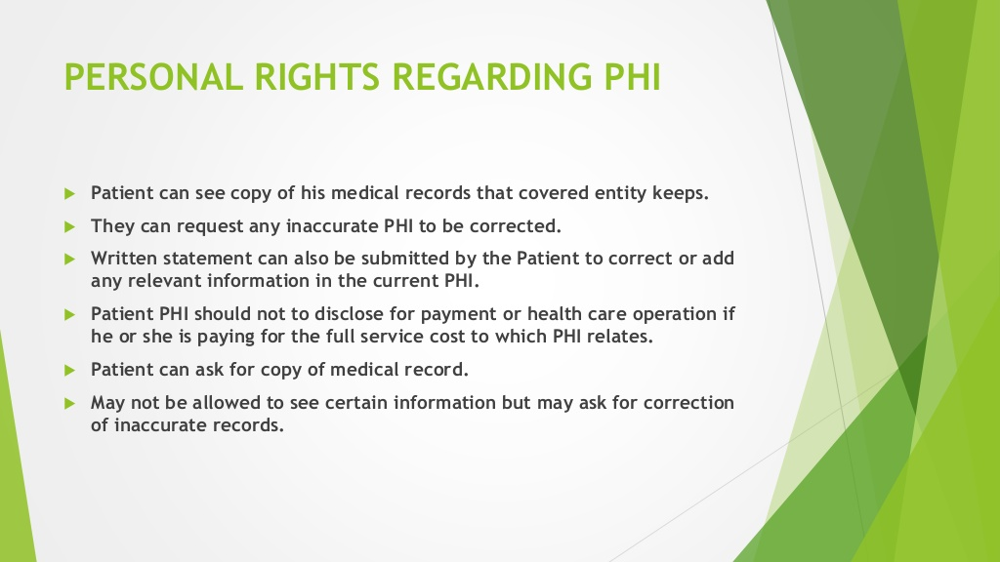 PERSONAL RIGHTS REGARDING PHI
Patient can see copy of his medical records that covered entity keeps.
They can request any inaccurate PHI to be corrected.
Written statement can also be submitted by the Patient to correct or add
any relevant information in the current PHI.
Patient PHI should not to disclose for payment or health care operation if
he or she is paying for the full service cost to which PHI relates.
Patient can ask for copy of medical record.
May not be allowed to see certain information but may ask for correction
of inaccurate records.